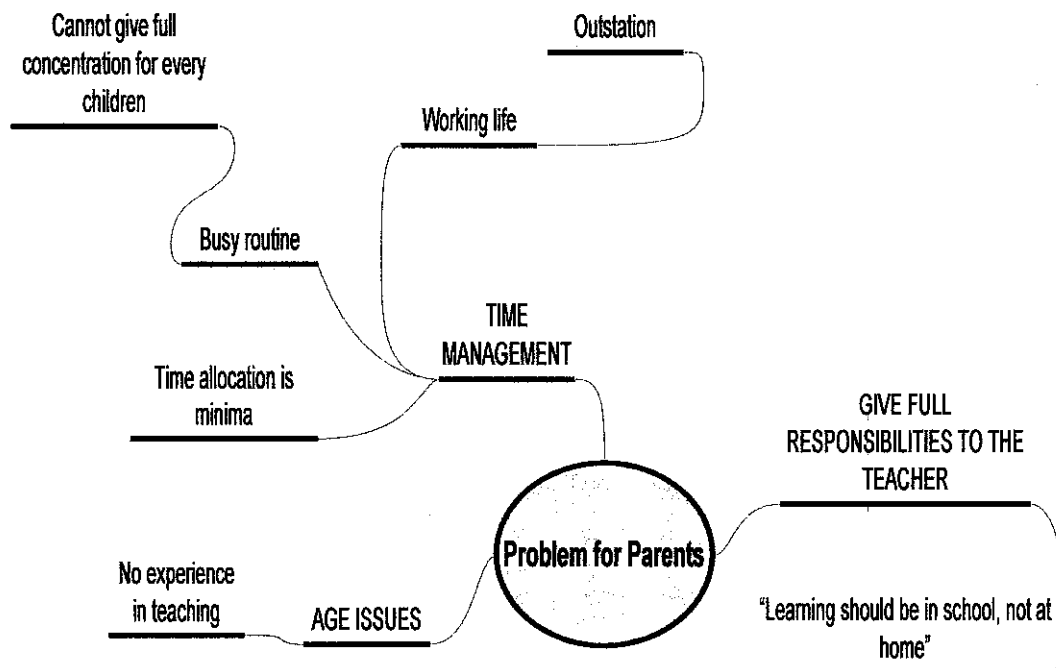 Cannot give full
concentration for every
children
Outstation
Working life
Busy routine
TIME
MANAGEMENT
Time allocation is
minima
GIVE FULL
RESPONSIBILITIES TO THE
TEACHER
Problem for Parents
No experience
in teaching
AGE ISSUES
"Learning should be in school, not at
home"